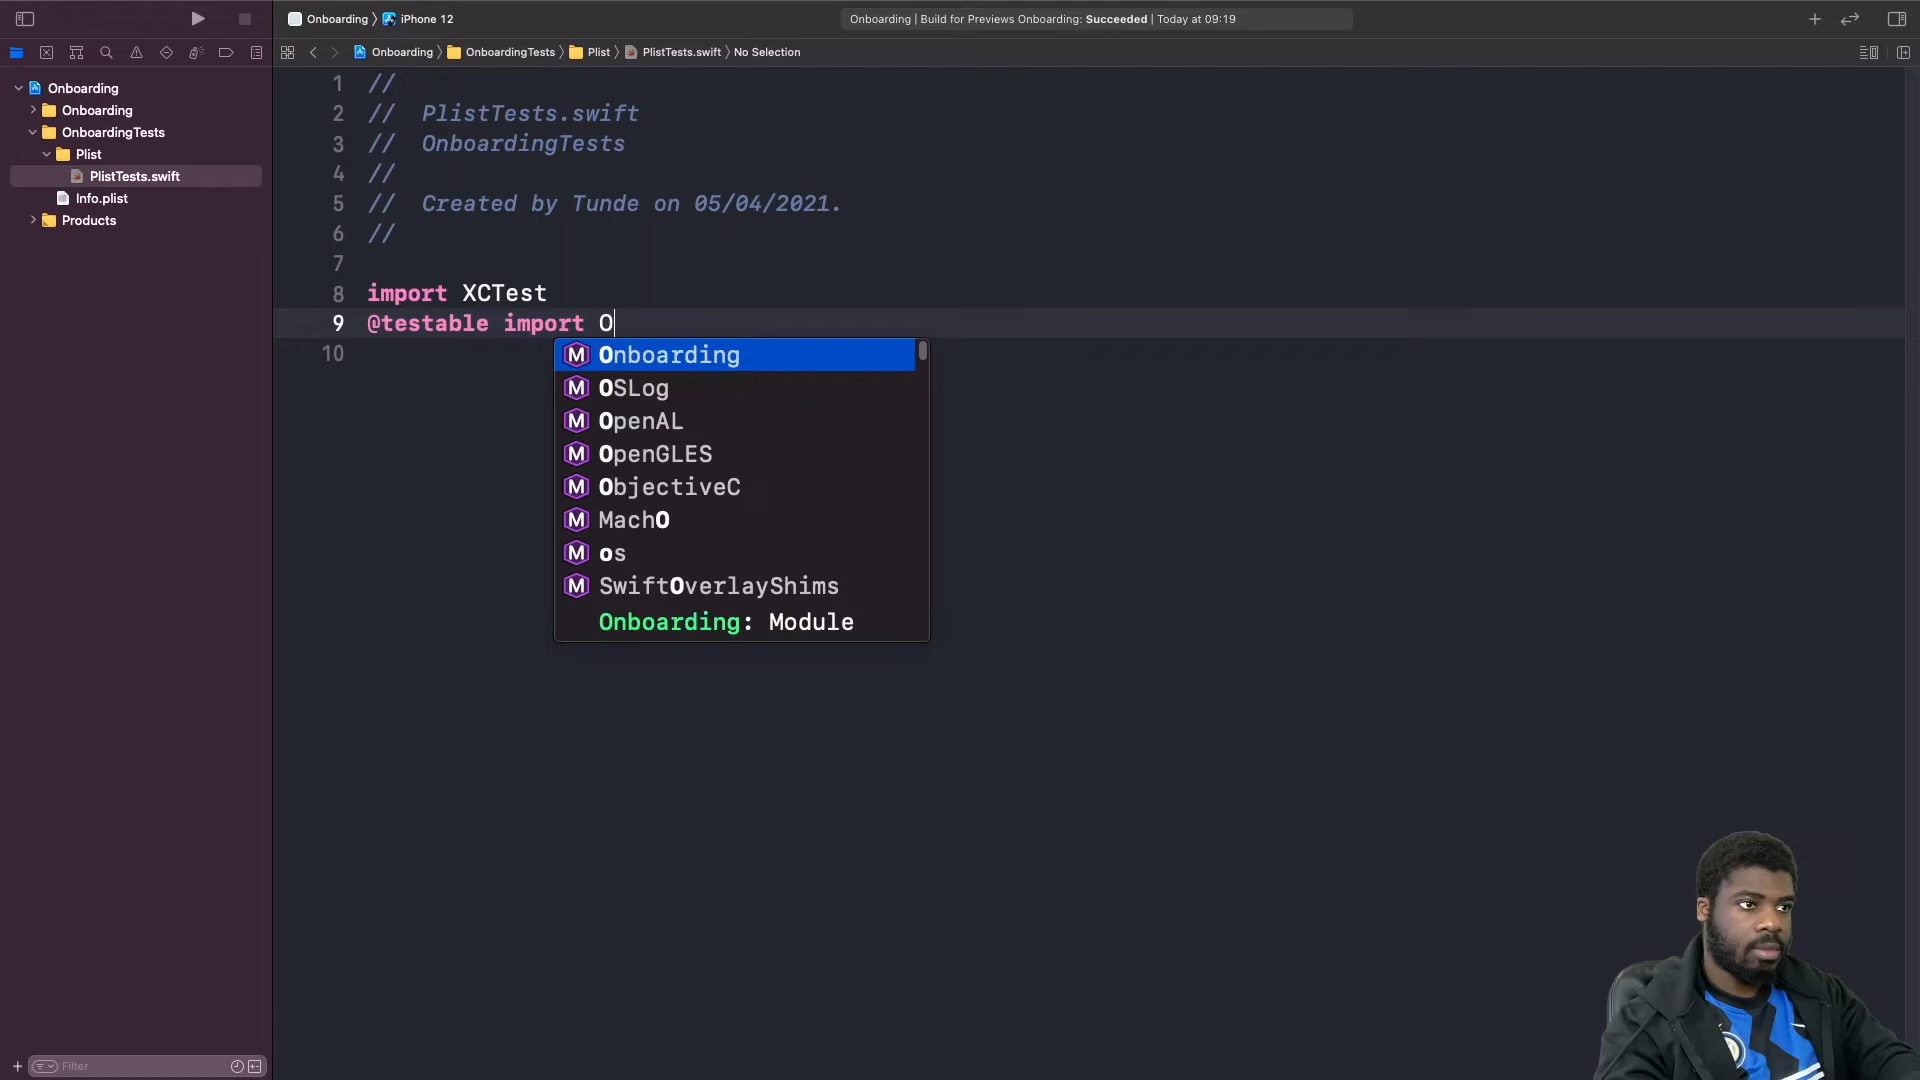 Onboarding 〉 iPhone 12
Onboarding | Build for Previews Onboarding: Succeeded | Today at 09:19
Onboarding 〉 OnboardingTests 〉 Plist 〉 PlistTests.swift 〉 No Selection
Onboarding
Onboarding
OnboardingTests
Plist
PlistTests.swift
Info.plist
Products
1 //
2 // PlistTests.swift
3 // OnboardingTests
4 //
5 // Created by Tunde on 05/04/2021.
6 //
7
8 import XCTest
9 @testable import O
10
M Onboarding
M OSLog
M OpenAL
M OpenGLES
M ObjectiveC
M MachO
M os
M SwiftOverlayShims
Onboarding: Module
Filter